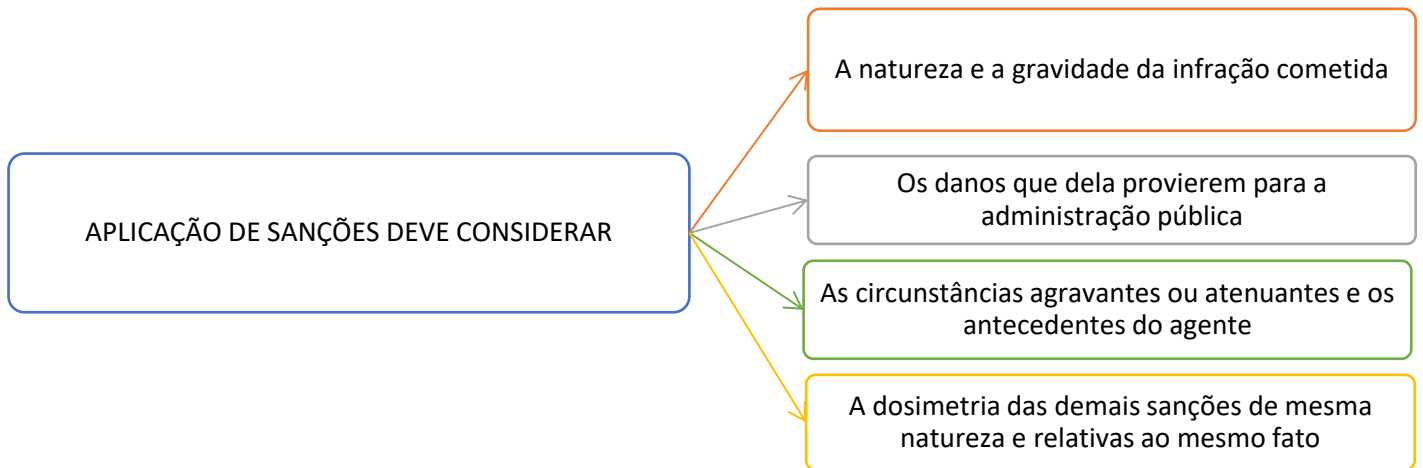 APLICAÇÃO DE SANÇÕES DEVE CONSIDERAR
A natureza e a gravidade da infração cometida
Os danos que dela provierem para a
administração pública
As circunstâncias agravantes ou atenuantes e os
antecedentes do agente
A dosimetria das demais sanções de mesma
natureza e relativas ao mesmo fato